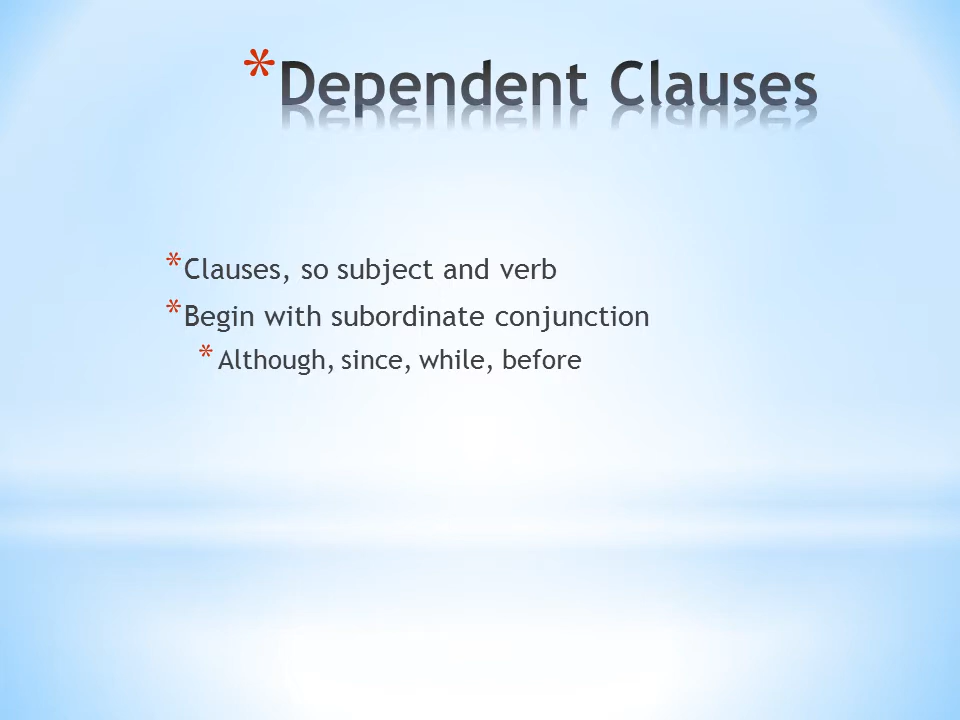 *Dependent Clauses
*Clauses, so subject and verb
*Begin with subordinate conjunction
*Although, since, while, before